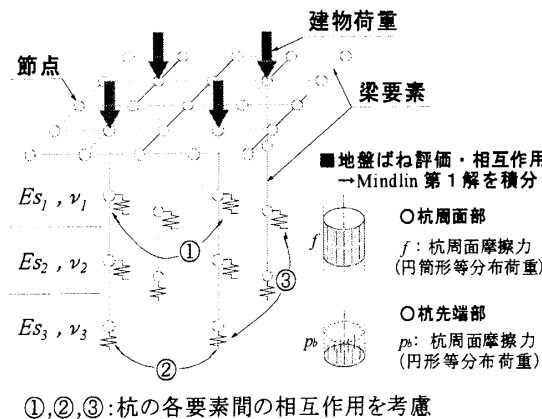 建物荷重
節点
梁要素
■地盤ばね評価・相互作用
→Mindlin 第1解を積分
Es1 , ν1
Es2 , ν2
Es3 , ν3
①
②
③
f
○杭周面部
f：杭周面摩擦力
(円筒形等分布荷重)
pb
○杭先端部
pb：杭周面摩擦力
(円形等分布荷重)
①,②,③:杭の各要素間の相互作用を考慮